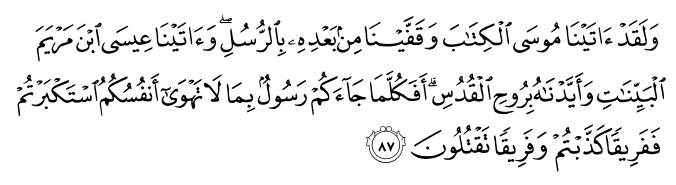 وَلَقَدۡ ءَاتَيۡنَا مُوسَى ٱلۡكِتَٰبَ وَقَفَّيۡنَا مِنۢ بَعۡدِهِۦ بِٱلرُّسُلِۖ وَءَاتَيۡنَا عِيسَى ٱبۡنَ مَرۡيَمَ
ٱلۡبَيِّنَٰتِ وَأَيَّدۡنَٰهُ بِرُوحِ ٱلۡقُدُسِۗ أَفَكُلَّمَا جَآءَكُمۡ رَسُولُۢ بِمَا لَا تَهۡوَىٰٓ أَنفُسُكُمُ ٱسۡتَكۡبَرۡتُمۡ
فَفَرِيقٗا كَذَّبۡتُمۡ وَفَرِيقٗا تَقۡتُلُونَ ٨٧